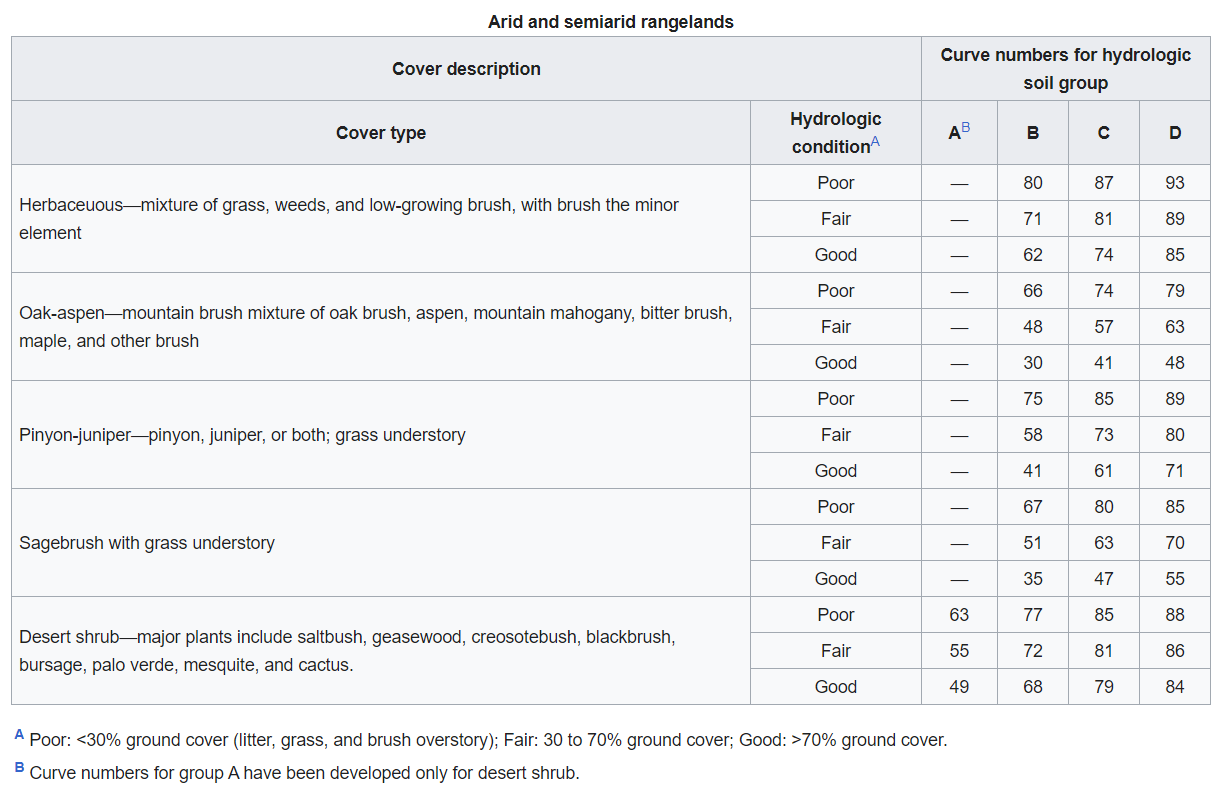 Arid and semiarid rangelands
Cover description
Curve numbers for hydrologic
soil group
Cover type
Hydrologic
conditionA
AB B C D
Herbaceuous—mixture of grass, weeds, and low-growing brush, with brush the minor
element
Poor — 80 87 93
Fair — 71 81 89
Good — 62 74 85
Oak-aspen—mountain brush mixture of oak brush, aspen, mountain mahogany, bitter brush,
maple, and other brush
Poor — 66 74 79
Fair — 48 57 63
Good — 30 41 48
Pinyon-juniper—pinyon, juniper, or both; grass understory
Poor — 75 85 89
Fair — 58 73 80
Good — 41 61 71
Sagebrush with grass understory
Poor — 67 80 85
Fair — 51 63 70
Good — 35 47 55
Desert shrub—major plants include saltbush, geasewood, creosotebush, blackbrush,
bursage, palo verde, mesquite, and cactus.
Poor 63 77 85 88
Fair 55 72 81 86
Good 49 68 79 84
A Poor: <30% ground cover (litter, grass, and brush overstory); Fair: 30 to 70% ground cover; Good: >70% ground cover.
B Curve numbers for group A have been developed only for desert shrub.